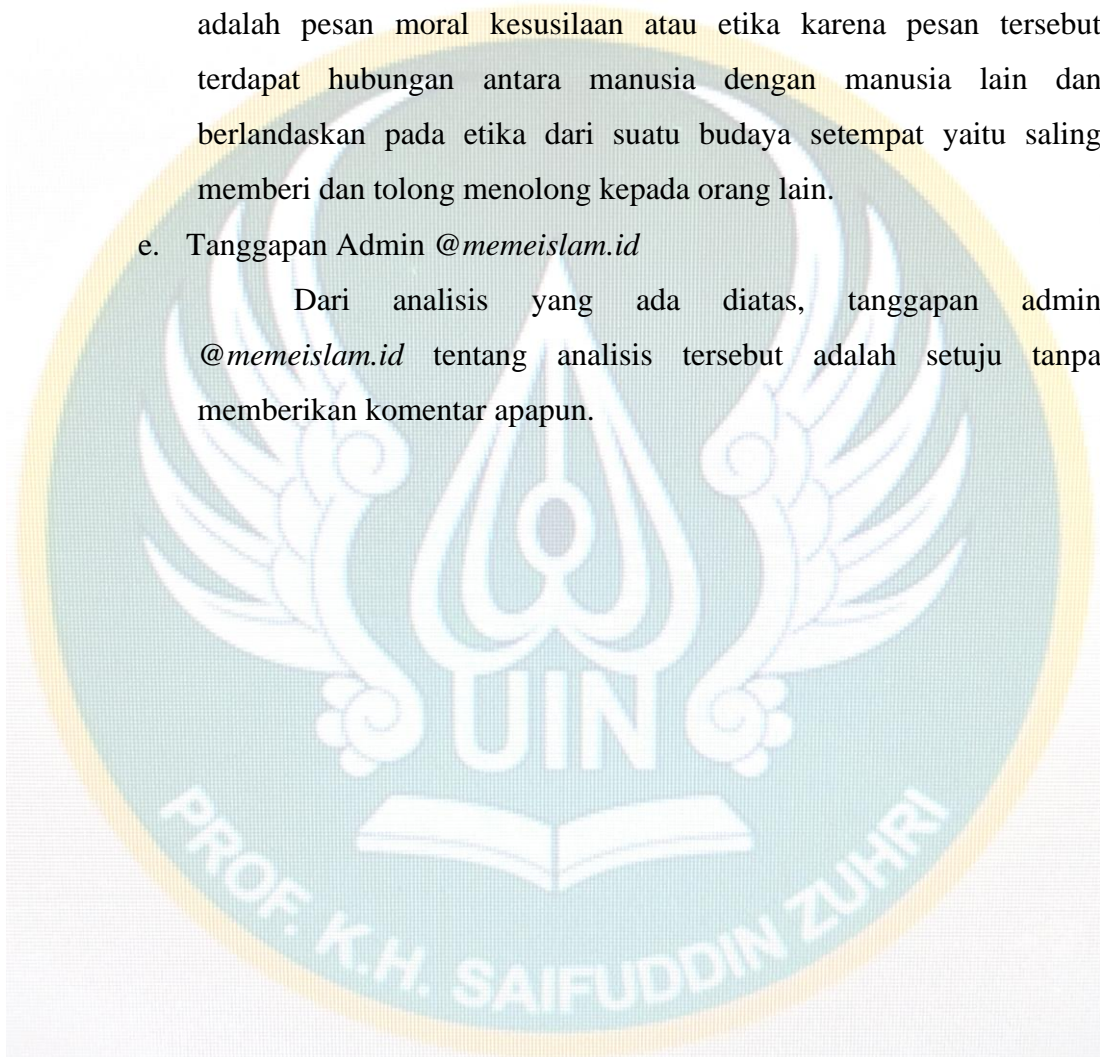 adalah pesan moral kesusilaan atau etika karena pesan tersebut
terdapat hubungan antara manusia dengan manusia lain dan
berlandaskan pada etika dari suatu budaya setempat yaitu saling
memberi dan tolong menolong kepada orang lain.
e. Tanggapan Admin @memeislam.id
Dari analisis yang ada diatas, tanggapan admin
@memeislam.id tentang analisis tersebut adalah setuju tanpa
memberikan komentar apapun.
UIN
PROF. K.H. SAIFUDDIN ZUHRI